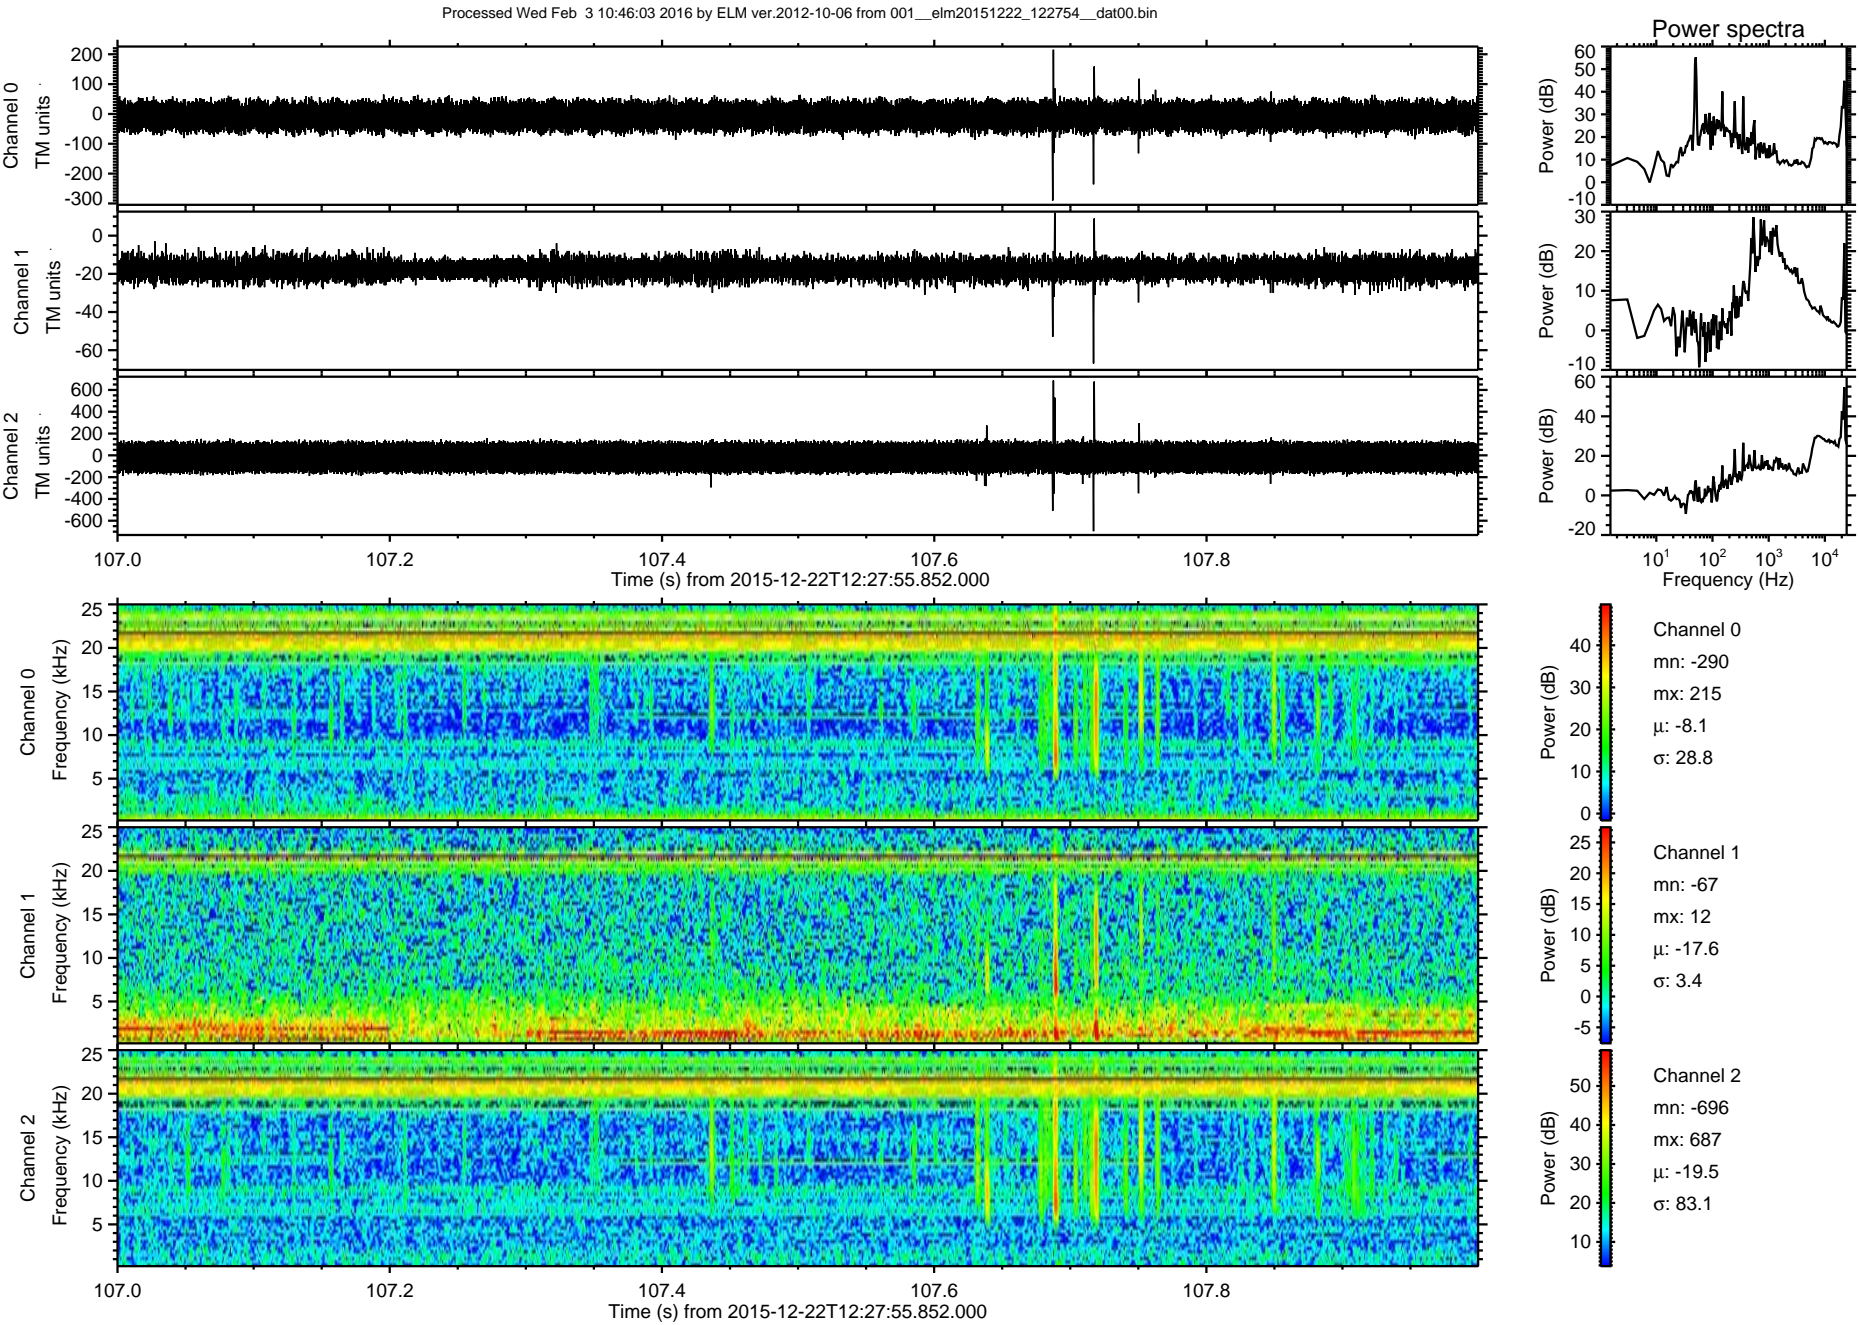 Processed Wed Feb  3 10:46:03 2016 by ELM ver.2012-10-06 from 001__elm20151222_122754__dat00.bin
Power spectra
Channel 0
TM units
200
100
0
-100
-200
-300
Power (dB)
60
50
40
30
20
10
0
-10
Channel 1
TM units
0
-20
-40
-60
Power (dB)
30
20
10
0
-10
Channel 2
TM units
600
400
200
0
-200
-400
-600
Power (dB)
60
40
20
0
-20
107.0 107.2 107.4 107.6 107.8
Time (s) from 2015-12-22T12:27:55.852.000
10^1 10^2 10^3 10^4
Frequency (Hz)
Channel 0
Frequency (kHz)
25
20
15
10
5
Power (dB)
40
30
20
10
0
Channel 0
mn: -290
mx: 215
μ: -8.1
σ: 28.8
Channel 1
Frequency (kHz)
25
20
15
10
5
Power (dB)
25
20
15
10
5
0
-5
Channel 1
mn: -67
mx: 12
μ: -17.6
σ: 3.4
Channel 2
Frequency (kHz)
25
20
15
10
5
Power (dB)
50
40
30
20
10
Channel 2
mn: -696
mx: 687
μ: -19.5
σ: 83.1
107.0 107.2 107.4 107.6 107.8
Time (s) from 2015-12-22T12:27:55.852.000